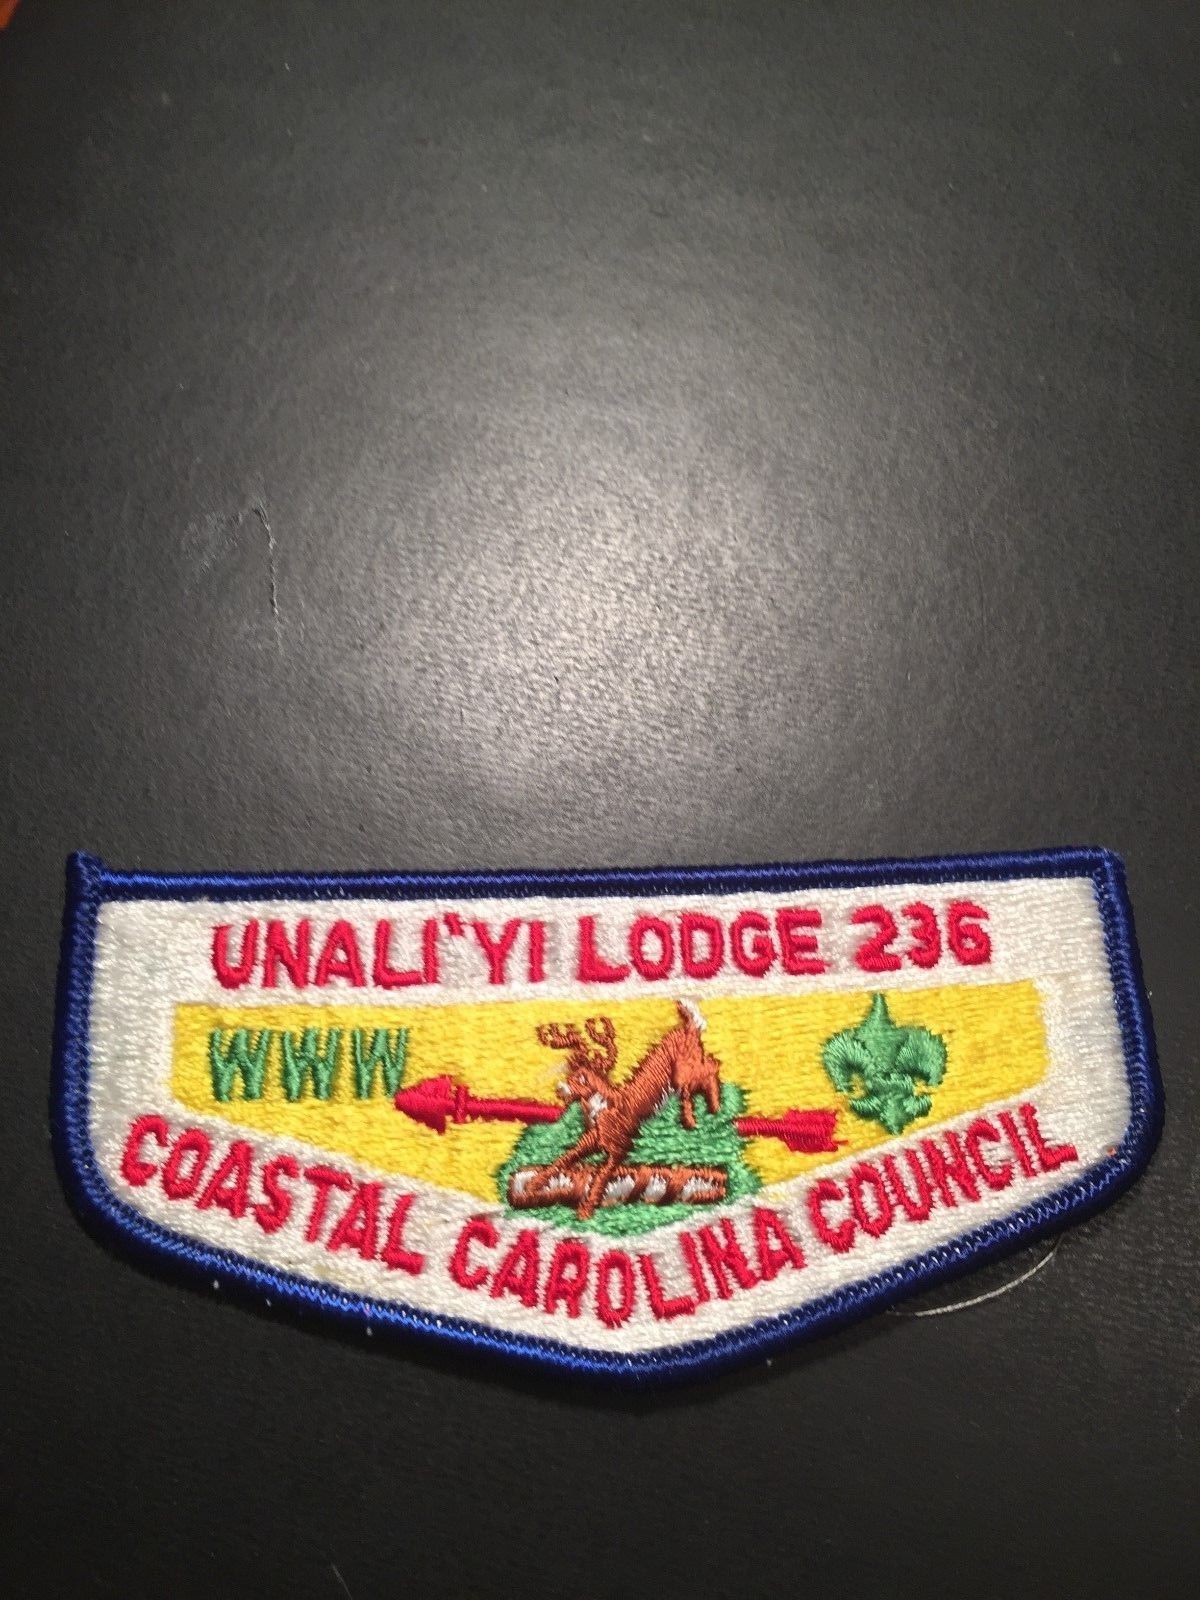 UNALI'YI LODGE 236
WWW
COASTAL CAROLINA COUNCIL